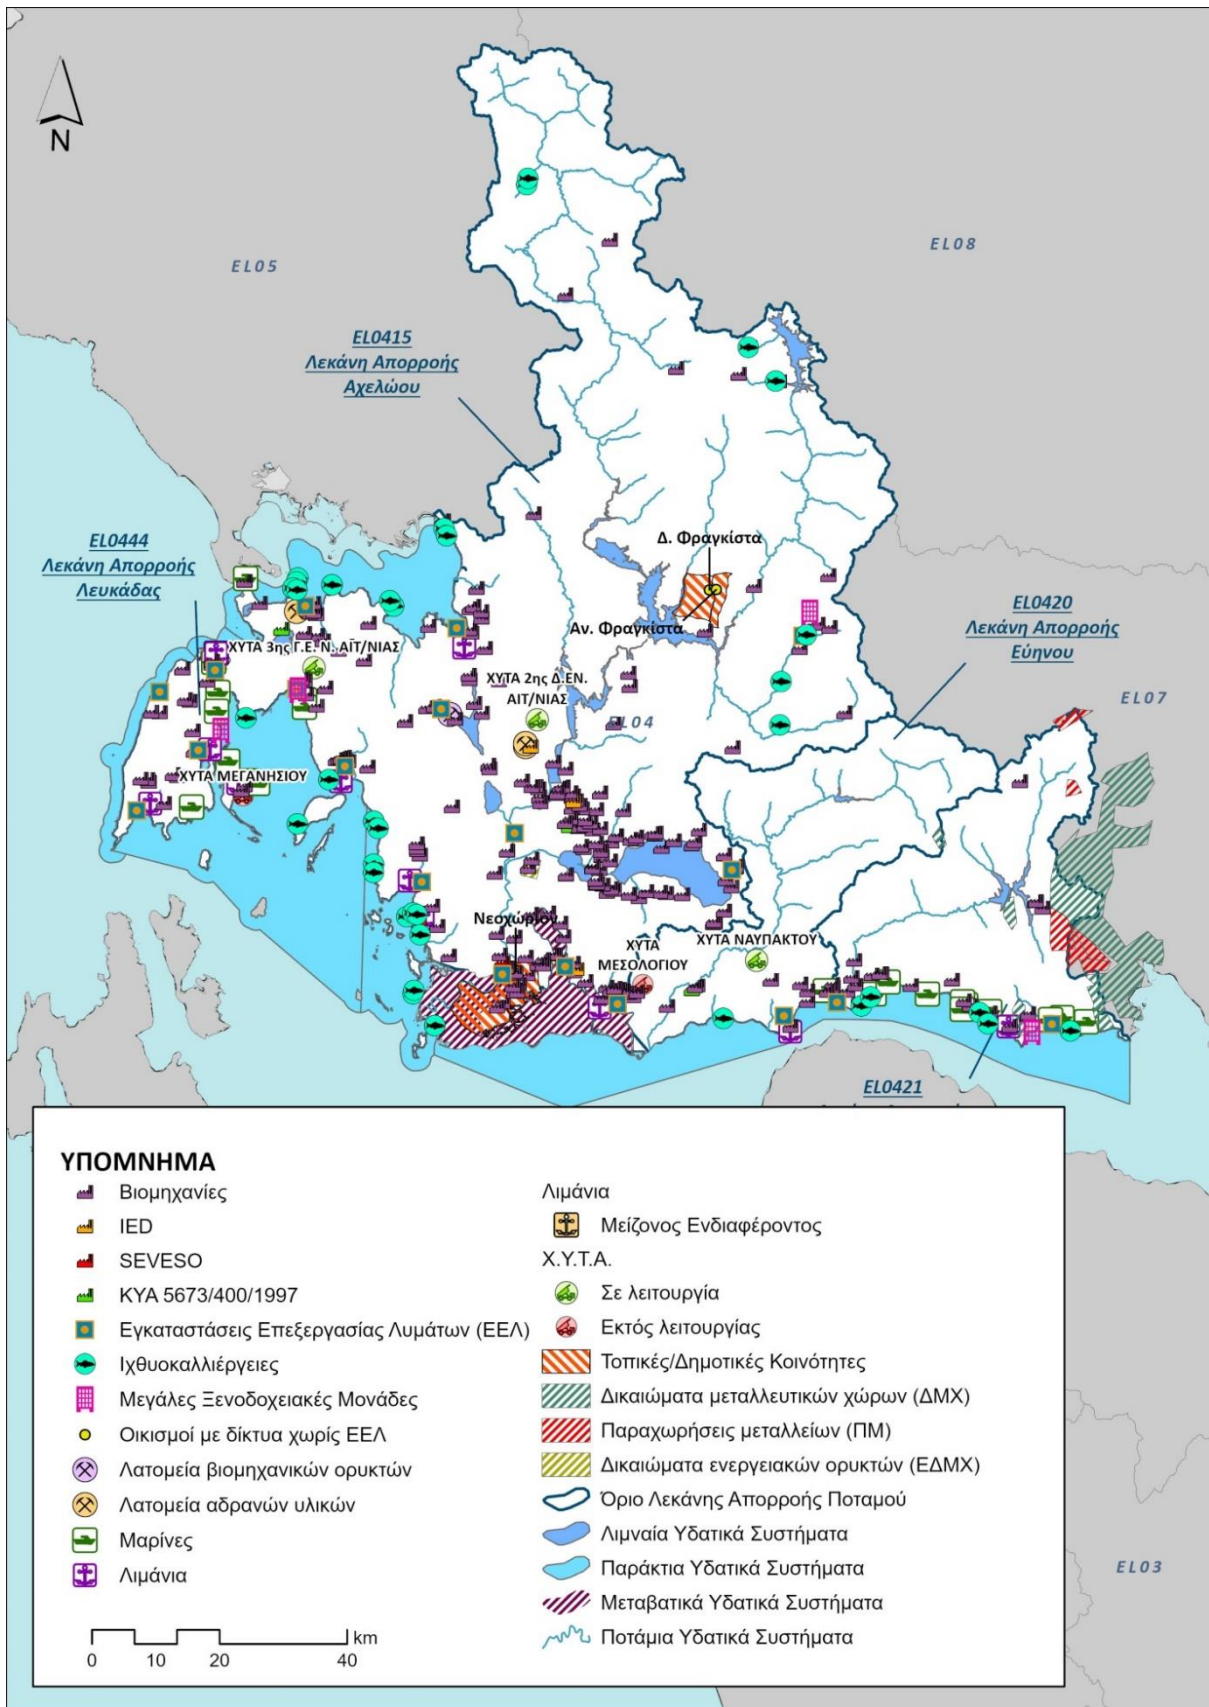 N
EL05
EL08
EL0415
Λεκάνη Απορροής
Αχελώου
EL0444
Λεκάνη Απορροής
Λευκάδας
Δ. Φραγκίστα
Αν. Φραγκίστα
EL0420
Λεκάνη Απορροής
Εύηνου
ΧΥΤΑ 3ης Γ.Ε. Ν. ΑΪΤ/ΝΙΑΣ
ΧΥΤΑ 2ης Δ.ΕΝ.
ΑΙΤ/ΝΙΑΣ
EL04
EL07
ΧΥΤΑ ΜΕΓΑΝΗΣΙΟΥ
Νεοχώριον
ΧΥΤΑ
ΜΕΣΟΛΟΓΙΟΥ
ΧΥΤΑ ΝΑΥΠΑΚΤΟΥ
EL0421
ΥΠΟΜΝΗΜΑ
Βιομηχανίες
IED
SEVESO
ΚΥΑ 5673/400/1997
Εγκαταστάσεις Επεξεργασίας Λυμάτων (ΕΕΛ)
Ιχθυοκαλλιέργειες
Μεγάλες Ξενοδοχειακές Μονάδες
Οικισμοί με δίκτυα χωρίς ΕΕΛ
Λατομεία βιομηχανικών ορυκτών
Λατομεία αδρανών υλικών
Μαρίνες
Λιμάνια
Λιμάνια
Μείζονος Ενδιαφέροντος
Χ.Υ.Τ.Α.
Σε λειτουργία
Εκτός λειτουργίας
Τοπικές/Δημοτικές Κοινότητες
Δικαιώματα μεταλλευτικών χώρων (ΔΜΧ)
Παραχωρήσεις μεταλλείων (ΠΜ)
Δικαιώματα ενεργειακών ορυκτών (ΕΔΜΧ)
Όριο Λεκάνης Απορροής Ποταμού
Λιμναία Υδατικά Συστήματα
Παράκτια Υδατικά Συστήματα
Μεταβατικά Υδατικά Συστήματα
Ποτάμια Υδατικά Συστήματα
km
0 10 20 40
EL03